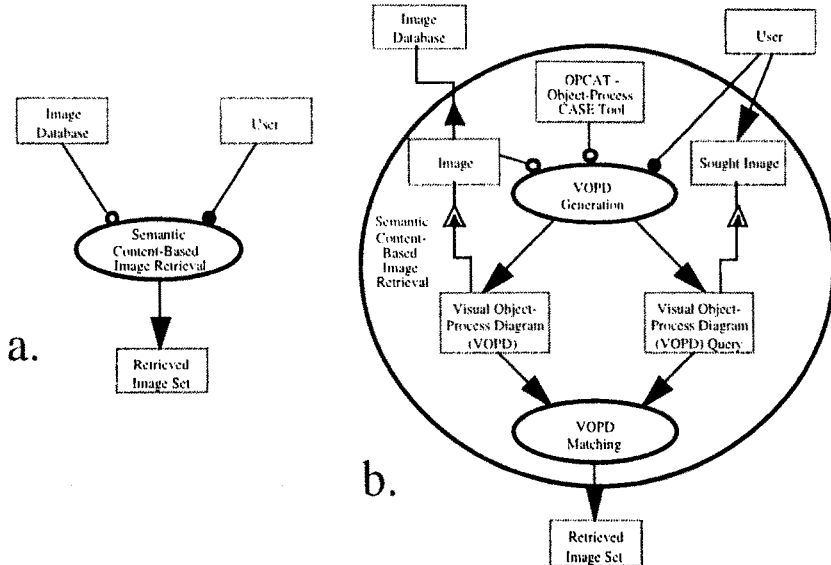 Image
Database
User
Semantic
Content-Based
Image Retrieval
a.
Retrieved
Image Set
Image
Database
User
OPCAT -
Object-Process
CASE Tool
Image
Sought Image
VOPD
Generation
Semantic
Content-
Based
Image
Retrieval
Visual Object-
Process Diagram
(VOPD)
Visual Object-
Process Diagram
(VOPD) Query
VOPD
Matching
b.
Retrieved
Image Set